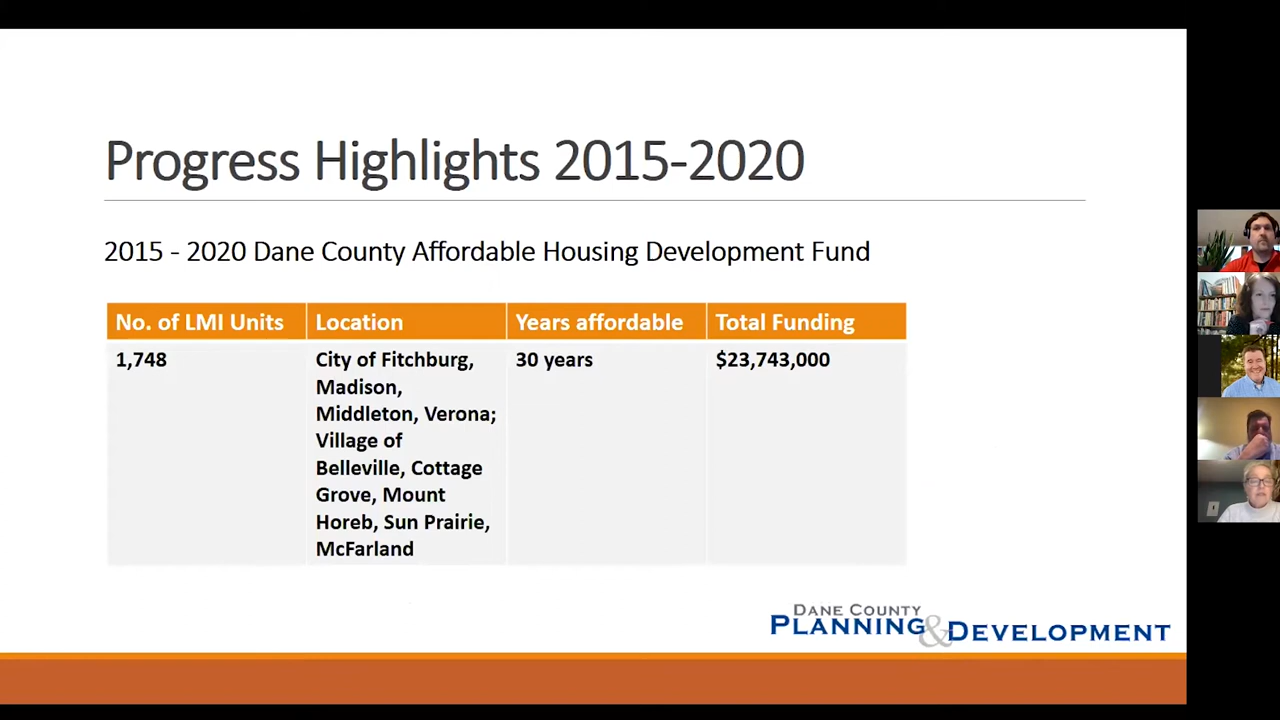 Progress Highlights 2015-2020
2015 - 2020 Dane County Affordable Housing Development Fund
No. of LMI Units
Location
Years affordable
Total Funding
1,748
City of Fitchburg,
Madison,
Middleton, Verona;
Village of
Belleville, Cottage
Grove, Mount
Horeb, Sun Prairie,
McFarland
30 years
$23,743,000
DANE COUNTY
PLANNING & DEVELOPMENT